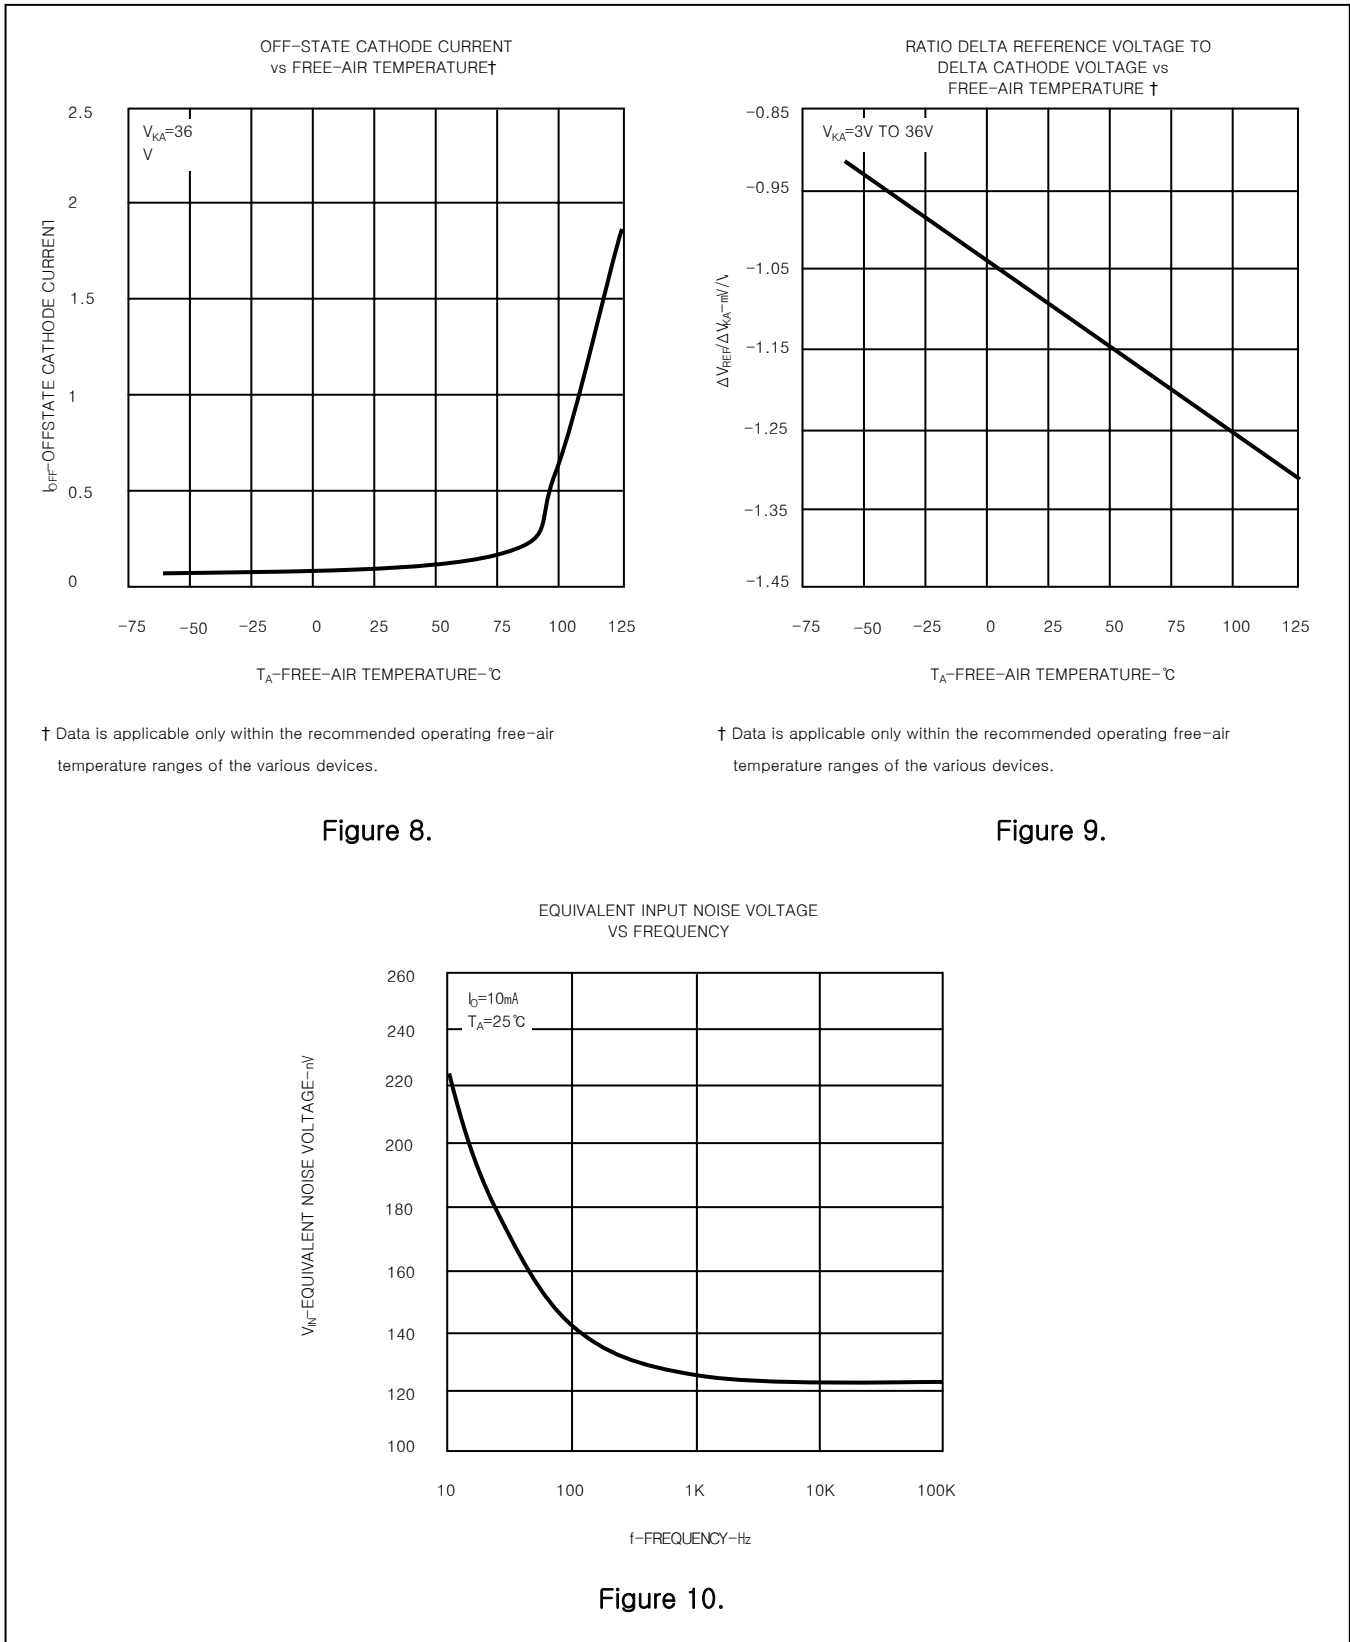 OFF-STATE CATHODE CURRENT
vs FREE-AIR TEMPERATURE†
2.5
2
1.5
1
0.5
0
V_KA=36
V
I_OFF-OFFSTATE CATHODE CURRENT
-75 -50 -25 0 25 50 75 100 125
T_A-FREE-AIR TEMPERATURE-℃
† Data is applicable only within the recommended operating free-air
temperature ranges of the various devices.
Figure 8.
RATIO DELTA REFERENCE VOLTAGE TO
DELTA CATHODE VOLTAGE vs
FREE-AIR TEMPERATURE †
-0.85
-0.95
-1.05
-1.15
-1.25
-1.35
-1.45
V_KA=3V TO 36V
ΔV_REF/ΔV_KA-mV/V
-75 -50 -25 0 25 50 75 100 125
T_A-FREE-AIR TEMPERATURE-℃
† Data is applicable only within the recommended operating free-air
temperature ranges of the various devices.
Figure 9.
EQUIVALENT INPUT NOISE VOLTAGE
VS FREQUENCY
260
240
220
200
180
160
140
120
100
I_O=10mA
T_A=25℃
V_IN-EQUIVALENT NOISE VOLTAGE-nV
10 100 1K 10K 100K
f-FREQUENCY-Hz
Figure 10.